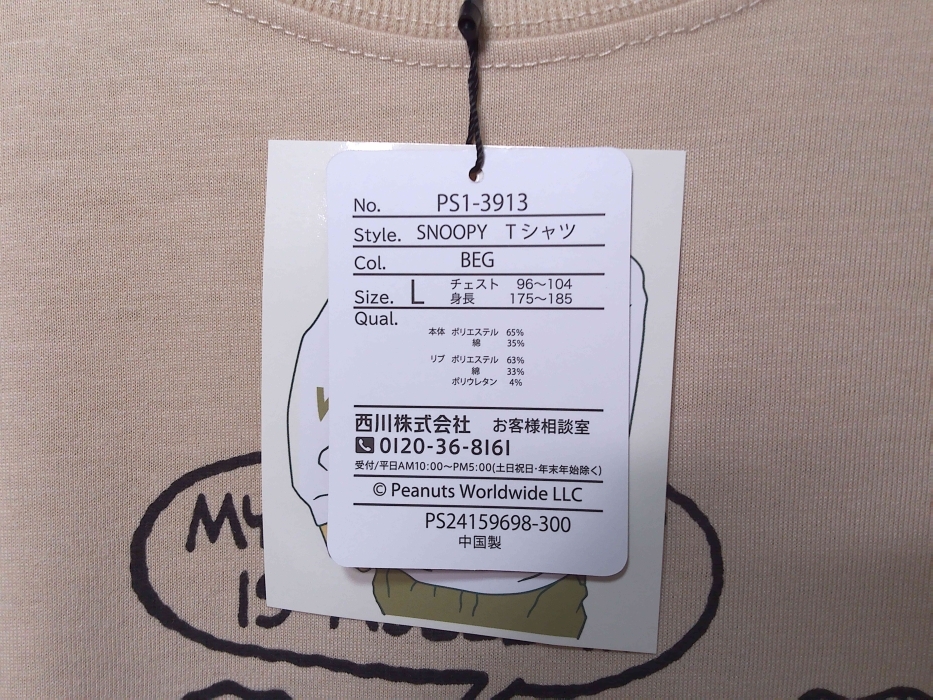 No. PS1-3913
Style. SNOOPY Tシャツ
Col. BEG
Size. L チェスト 96～104
身長 175～185
Qual.
本体 ポリエステル 65%
綿 35%
リブ ポリエステル 63%
綿 33%
ポリウレタン 4%
西川株式会社 お客様相談室
0120-36-8161
受付/平日AM10:00～PM5:00(土日祝日・年末年始除く)
© Peanuts Worldwide LLC
PS24159698-300
中国製
MY
IS